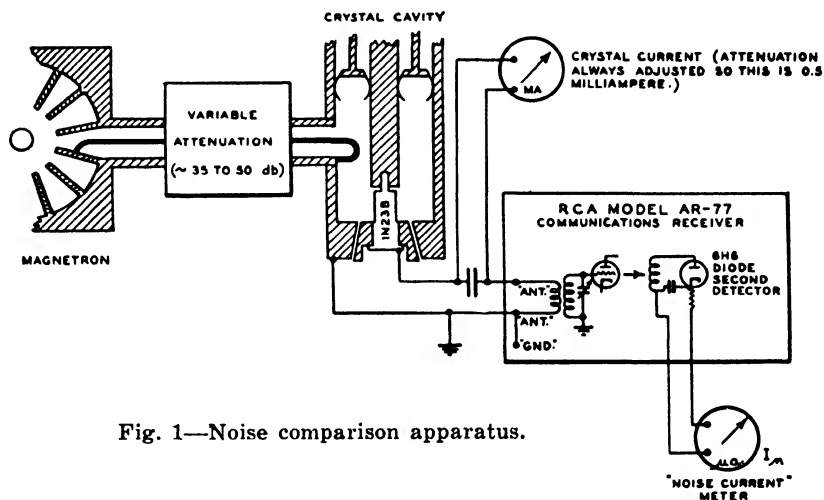 CRYSTAL CAVITY
CRYSTAL CURRENT (ATTENUATION
ALWAYS ADJUSTED SO THIS IS 0.5
MILLIAMPERE.)
MA
VARIABLE
ATTENUATION
(~ 35 TO 50 db)
1N23B
MAGNETRON
RCA MODEL AR-77
COMMUNICATIONS RECEIVER
6H6
DIODE
SECOND
DETECTOR
"ANT."
"ANT."
"GND."
Fig. 1—Noise comparison apparatus.
μa
In
"NOISE CURRENT"
METER